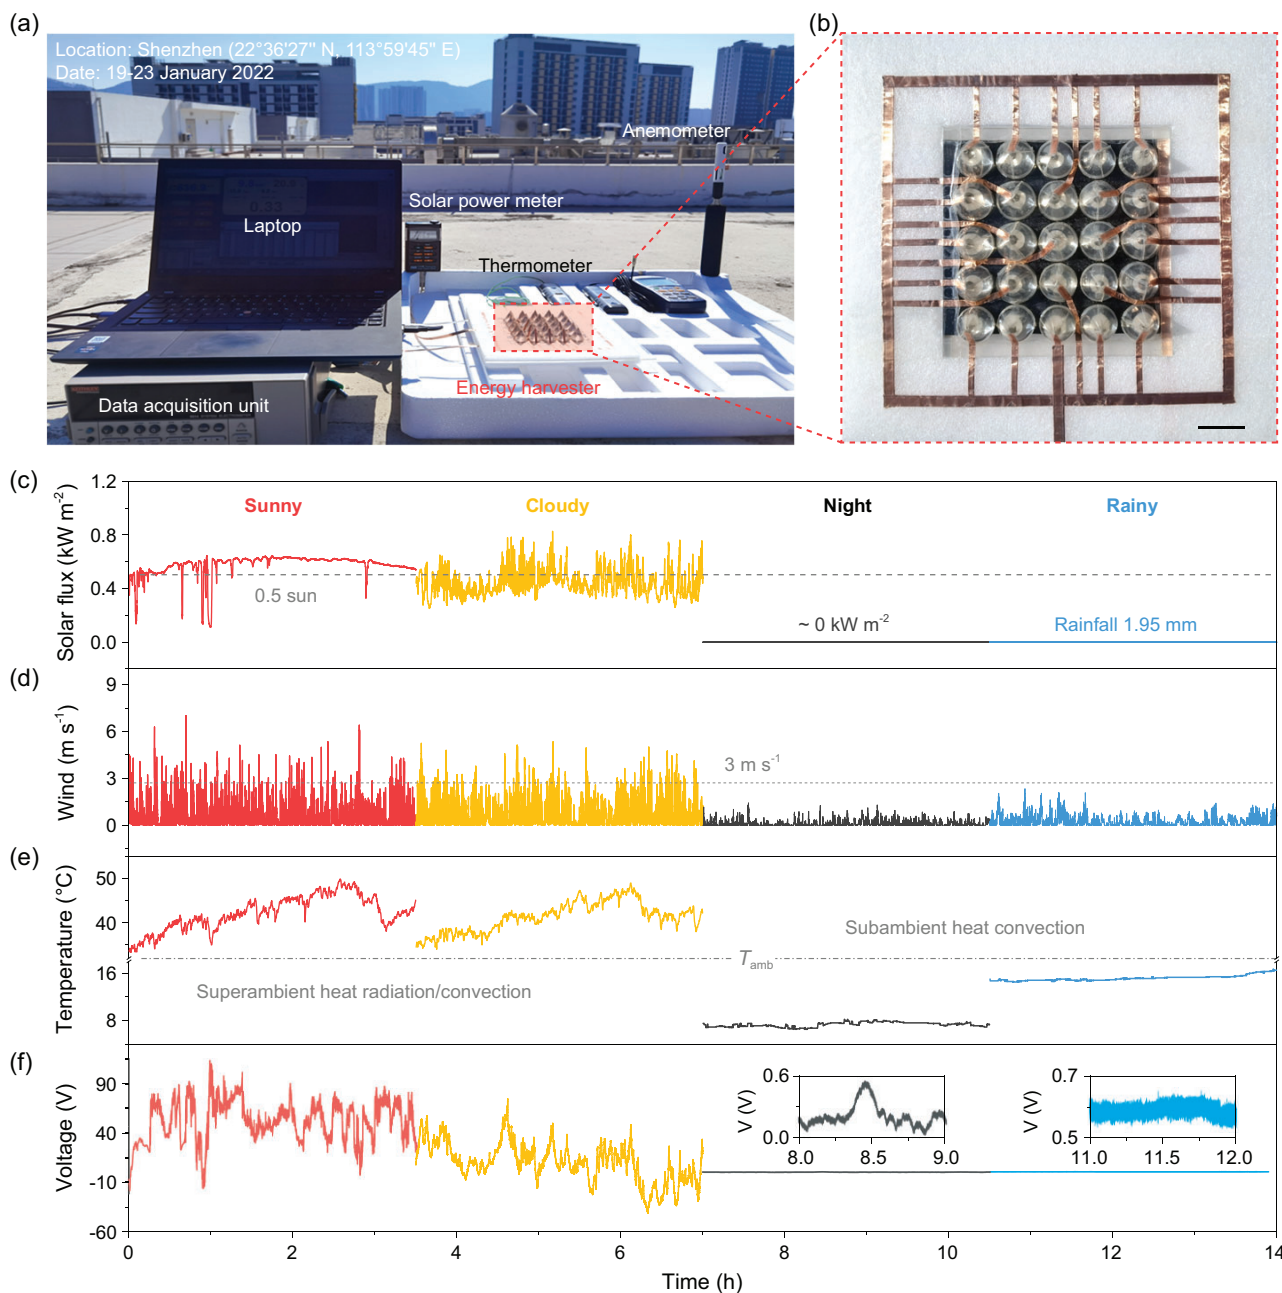 (a)
Location: Shenzhen (22°36'27" N, 113°59'45" E)
Date: 19-23 January 2022
Anemometer
Solar power meter
Laptop
Thermometer
Energy harvester
Data acquisition unit
(b)
(c)
Solar flux (kW m-2)
1.2
0.8
0.4
0.0
Sunny
Cloudy
Night
Rainy
0.5 sun
~ 0 kW m-2
Rainfall 1.95 mm
(d)
Wind (m s-1)
9
6
3
0
3 m s-1
(e)
Temperature (°C)
50
40
16
8
Subambient heat convection
Tamb
Superambient heat radiation/convection
(f)
Voltage (V)
90
40
-10
-60
V (V)
0.6
0.0
8.0 8.5 9.0
V (V)
0.7
0.5
11.0 11.5 12.0
0 2 4 6 8 10 12 14
Time (h)